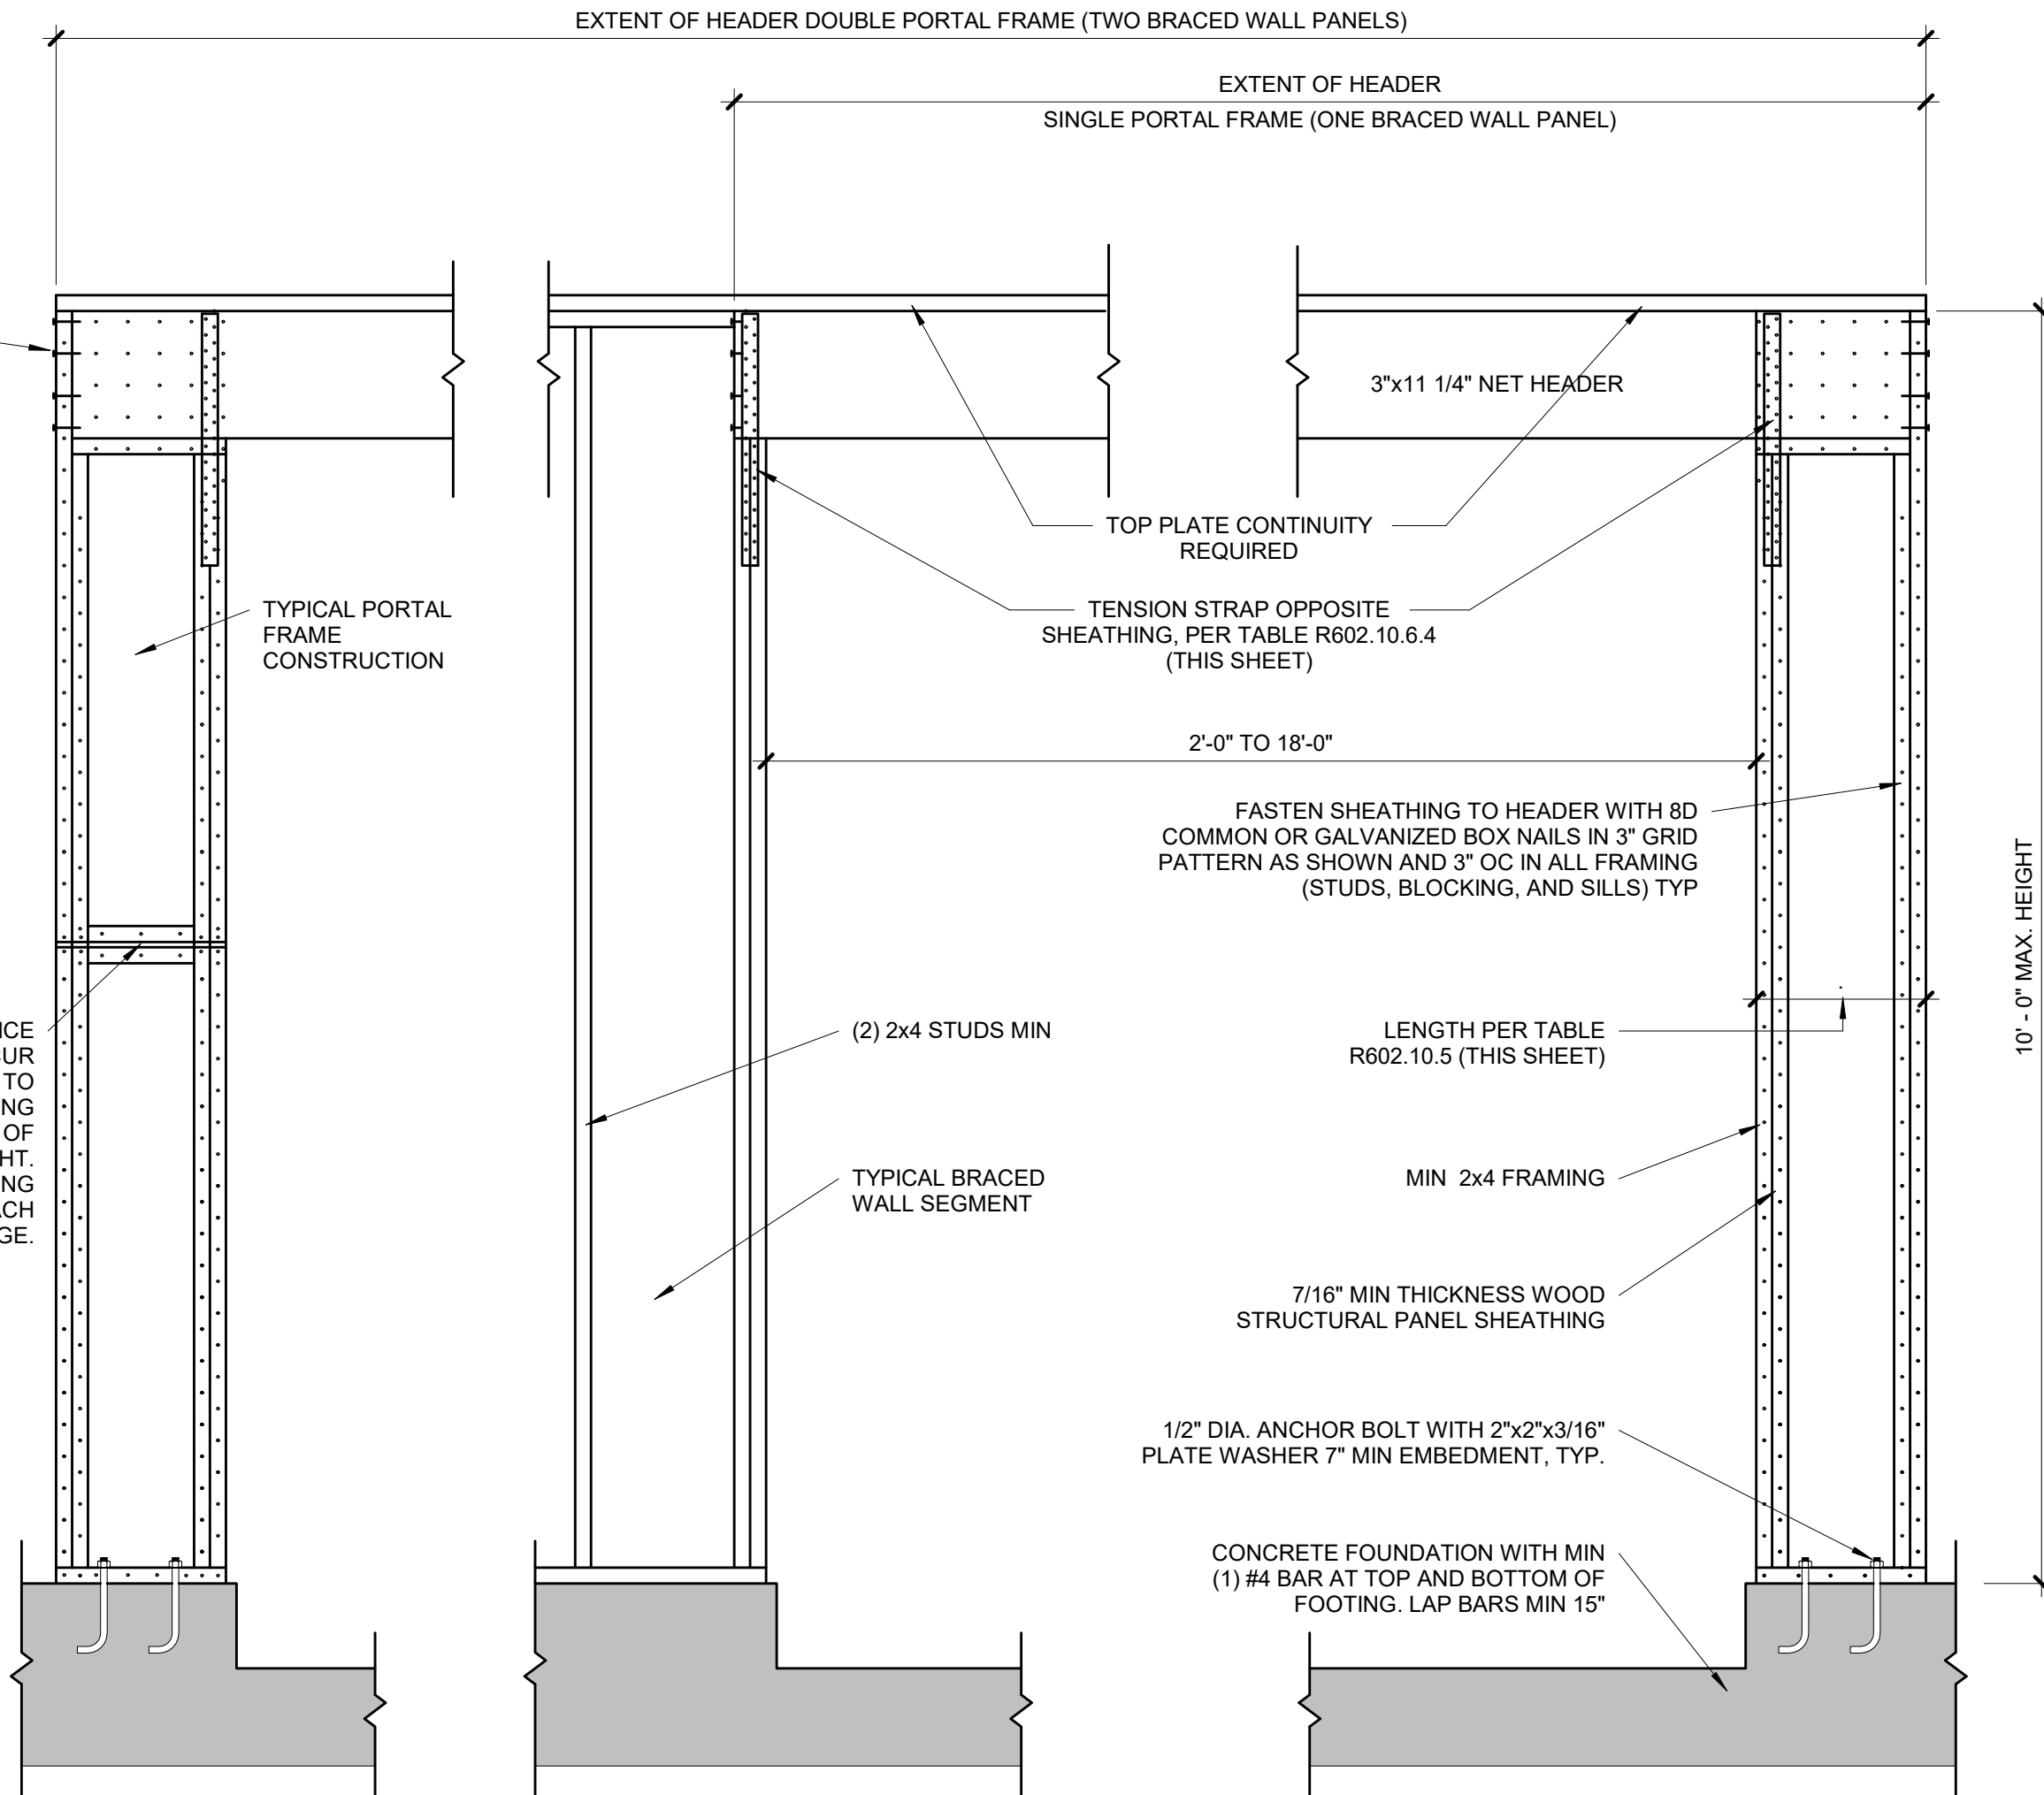 EXTENT OF HEADER DOUBLE PORTAL FRAME (TWO BRACED WALL PANELS)
EXTENT OF HEADER
SINGLE PORTAL FRAME (ONE BRACED WALL PANEL)
3"x11 1/4" NET HEADER
TOP PLATE CONTINUITY
REQUIRED
TYPICAL PORTAL
FRAME
CONSTRUCTION
TENSION STRAP OPPOSITE
SHEATHING, PER TABLE R602.10.6.4
(THIS SHEET)
2'-0" TO 18'-0"
FASTEN SHEATHING TO HEADER WITH 8D
COMMON OR GALVANIZED BOX NAILS IN 3" GRID
PATTERN AS SHOWN AND 3" OC IN ALL FRAMING
(STUDS, BLOCKING, AND SILLS) TYP
10' - 0" MAX. HEIGHT
TO
OF
(2) 2x4 STUDS MIN
LENGTH PER TABLE
R602.10.5 (THIS SHEET)
TYPICAL BRACED
WALL SEGMENT
MIN 2x4 FRAMING
7/16" MIN THICKNESS WOOD
STRUCTURAL PANEL SHEATHING
1/2" DIA. ANCHOR BOLT WITH 2"x2"x3/16"
PLATE WASHER 7" MIN EMBEDMENT, TYP.
CONCRETE FOUNDATION WITH MIN
(1) #4 BAR AT TOP AND BOTTOM OF
FOOTING. LAP BARS MIN 15"